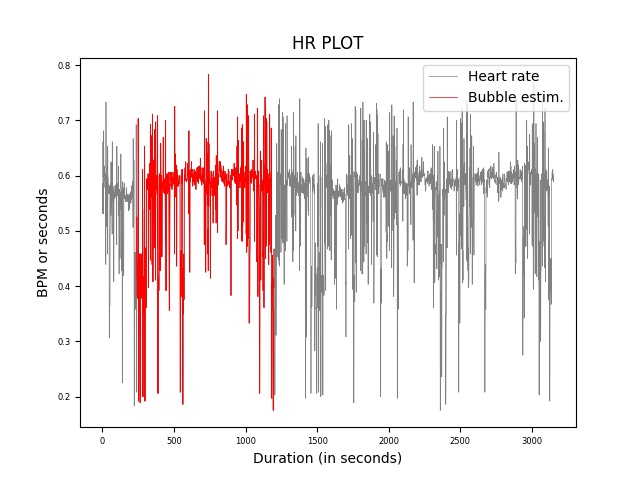 HR PLOT
Heart rate
Bubble estim.
BPM or seconds
0.8
0.7
0.6
0.5
0.4
0.3
0.2
0 500 1000 1500 2000 2500 3000
Duration (in seconds)